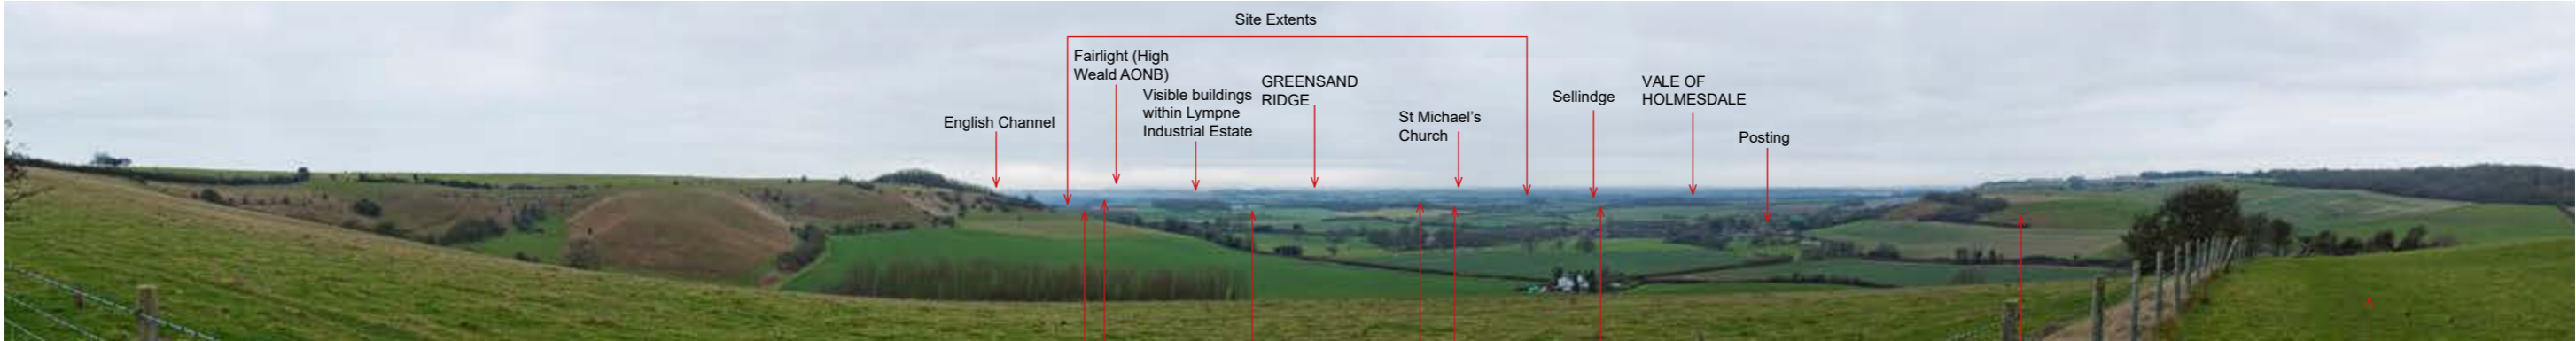 Site Extents
Fairlight (High
Weald AONB)
Visible buildings
within Lympne
Industrial Estate
GREENSAND
RIDGE
English Channel
St Michael's
Church
Sellindge
VALE OF
HOLMESDALE
Posting